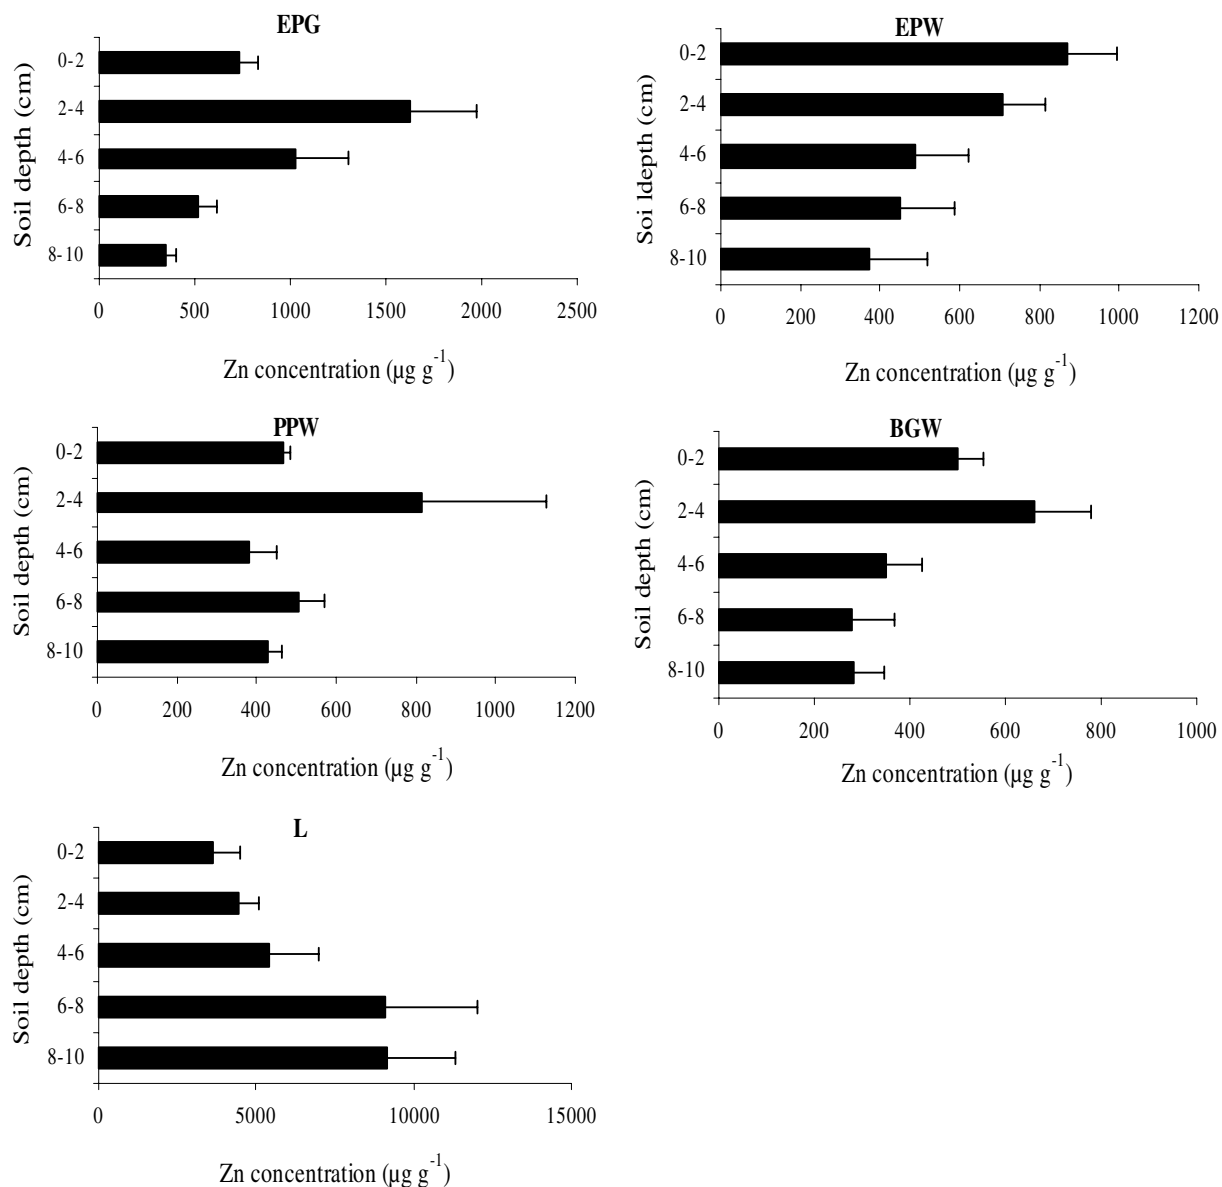 EPG
Soil depth (cm)
0-2
2-4
4-6
6-8
8-10
0 500 1000 1500 2000 2500
Zn concentration (µg g-1)
EPW
Soi ldepth (cm)
0-2
2-4
4-6
6-8
8-10
0 200 400 600 800 1000 1200
Zn concentration (µg g-1)
PPW
Soil depth (cm)
0-2
2-4
4-6
6-8
8-10
0 200 400 600 800 1000 1200
Zn concentration (µg g-1)
BGW
Soil depth (cm)
0-2
2-4
4-6
6-8
8-10
0 200 400 600 800 1000
Zn concentration (µg g-1)
L
Soil depth (cm)
0-2
2-4
4-6
6-8
8-10
0 5000 10000 15000
Zn concentration (µg g-1)